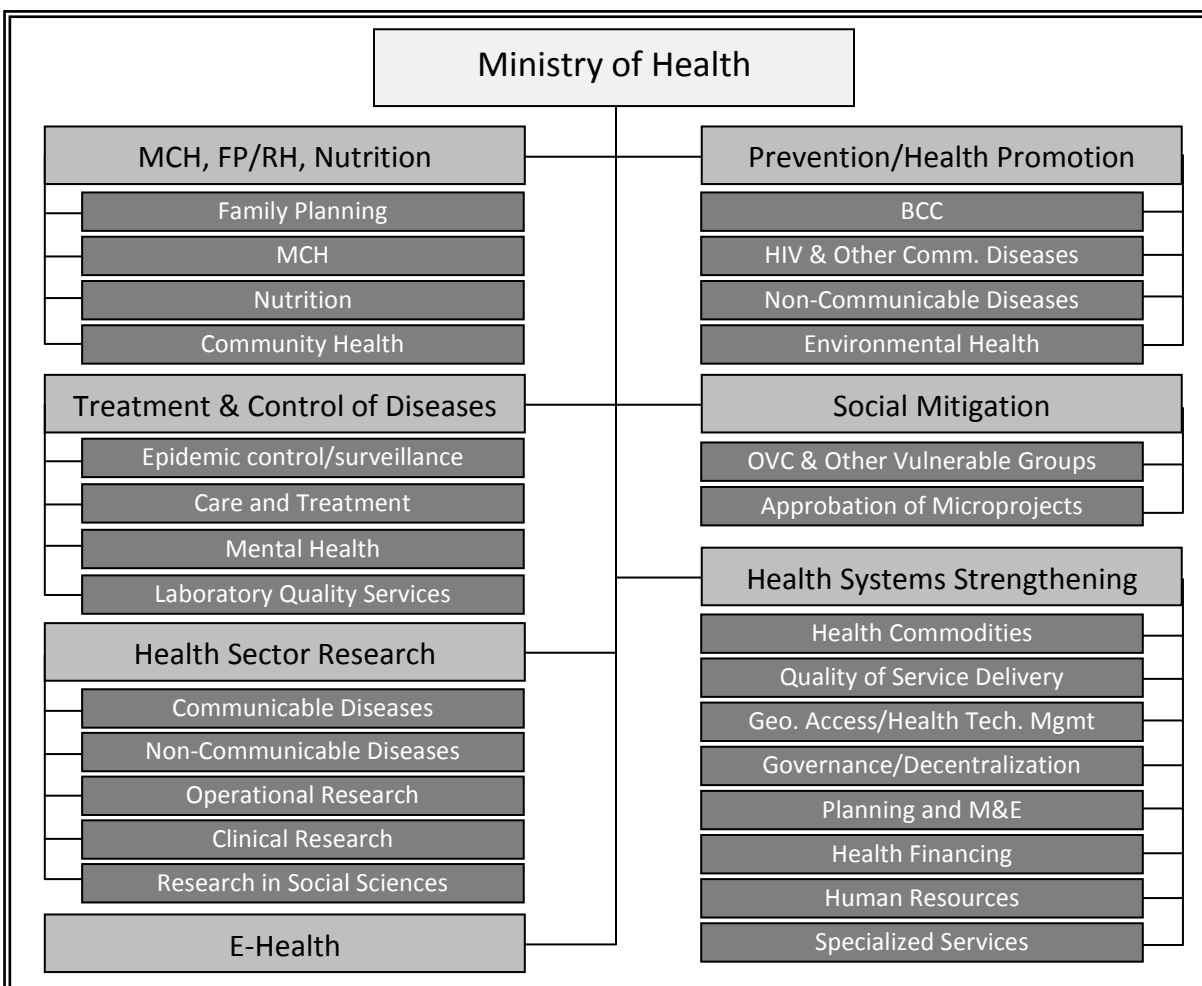 Ministry of Health
MCH, FP/RH, Nutrition
Family Planning
MCH
Nutrition
Community Health
Treatment & Control of Diseases
Epidemic control/surveillance
Care and Treatment
Mental Health
Laboratory Quality Services
Health Sector Research
Communicable Diseases
Non-Communicable Diseases
Operational Research
Clinical Research
Research in Social Sciences
E-Health
Prevention/Health Promotion
BCC
HIV & Other Comm. Diseases
Non-Communicable Diseases
Environmental Health
Social Mitigation
OVC & Other Vulnerable Groups
Approbation of Microprojects
Health Systems Strengthening
Health Commodities
Quality of Service Delivery
Geo. Access/Health Tech. Mgmt
Governance/Decentralization
Planning and M&E
Health Financing
Human Resources
Specialized Services